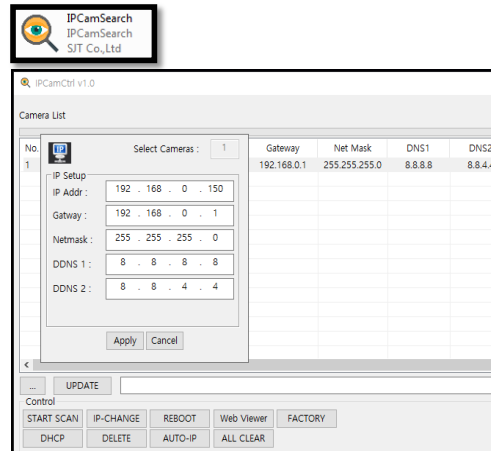 IPCamSearch
IPCamSearch
SJT Co.,Ltd
IPCamCtrl v1.0
Camera List
No. Gateway Net Mask DNS1 DNS2
1 192.168.0.1 255.255.255.0 8.8.8.8 8.8.4.4
IP
Select Cameras : 1
IP Setup
IP Addr : 192 . 168 . 0 . 150
Gatway : 192 . 168 . 0 . 1
Netmask : 255 . 255 . 255 . 0
DDNS 1 : 8 . 8 . 8 . 8
DDNS 2 : 8 . 8 . 4 . 4
Apply Cancel
... UPDATE
Control
START SCAN IP-CHANGE REBOOT Web Viewer FACTORY
DHCP DELETE AUTO-IP ALL CLEAR